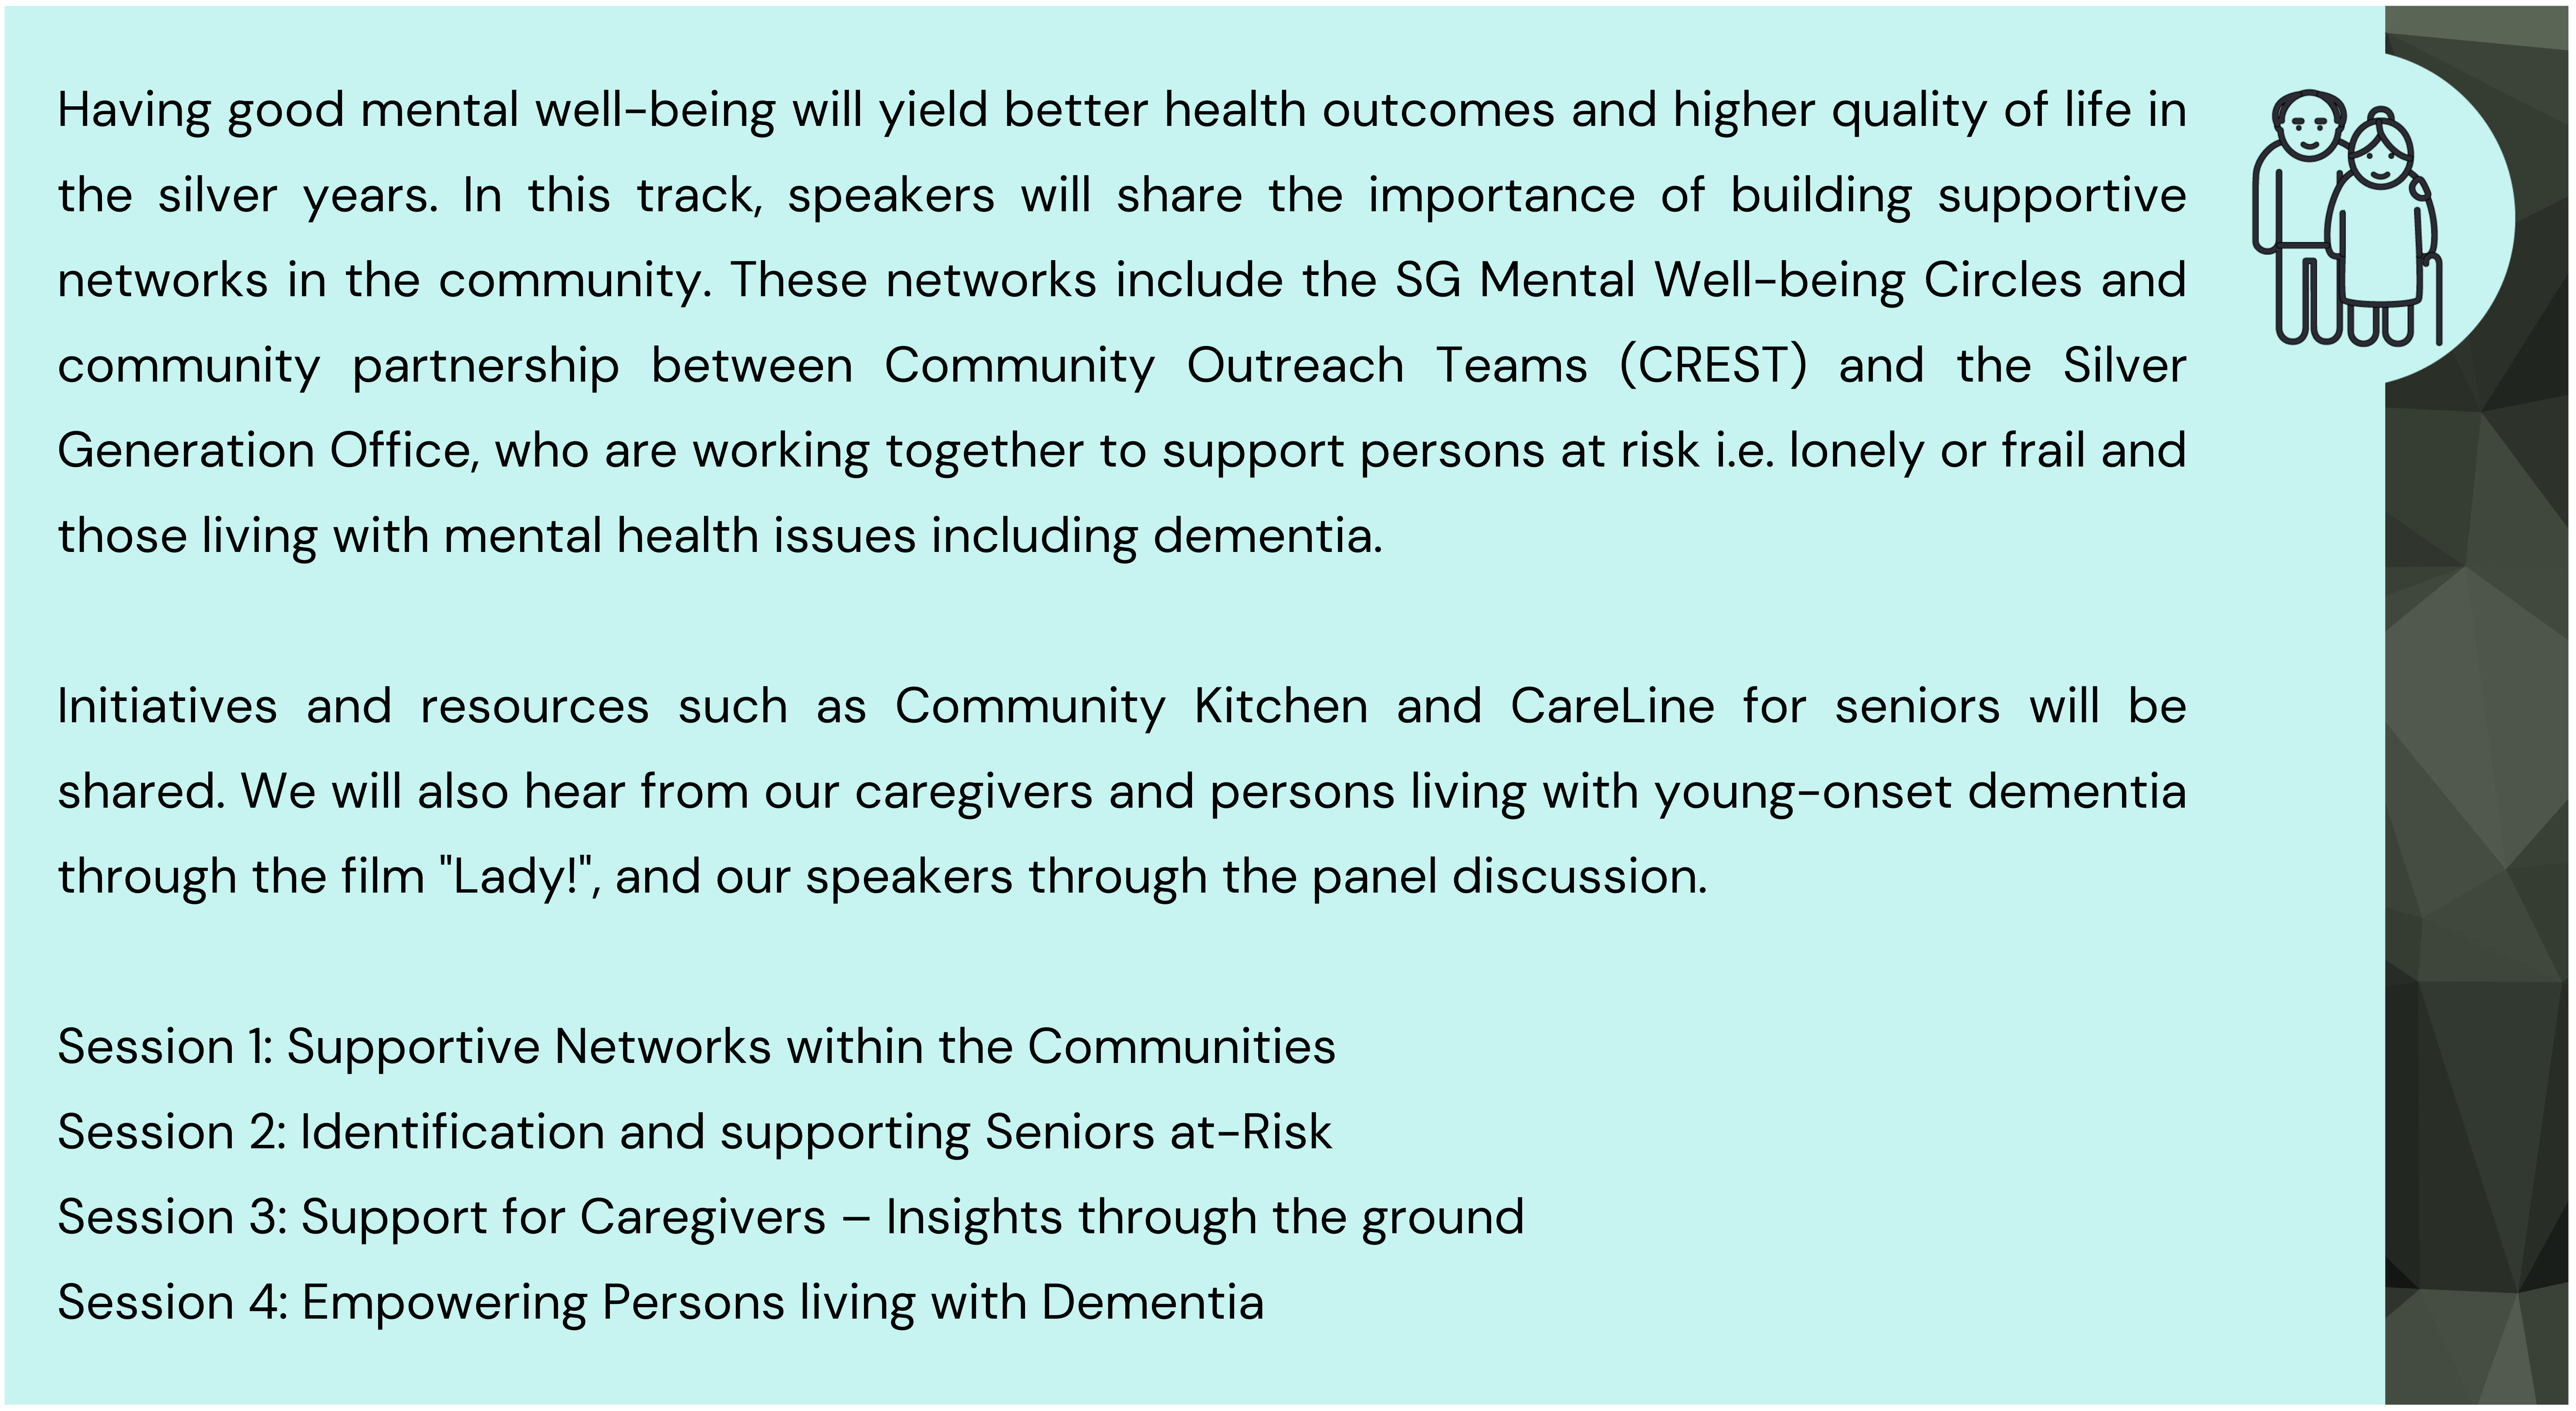 Having good mental well-being will yield better health outcomes and higher quality of life in
the silver years. In this track, speakers will share the importance of building supportive
networks in the community. These networks include the SG Mental Well-being Circles and
community partnership between Community Outreach Teams (CREST) and the Silver
Generation Office, who are working together to support persons at risk i.e. lonely or frail and
those living with mental health issues including dementia.
Initiatives and resources such as Community Kitchen and CareLine for seniors will be
shared. We will also hear from our caregivers and persons living with young-onset dementia
through the film "Lady!", and our speakers through the panel discussion.
Session 1: Supportive Networks within the Communities
Session 2: Identification and supporting Seniors at-Risk
Session 3: Support for Caregivers – Insights through the ground
Session 4: Empowering Persons living with Dementia